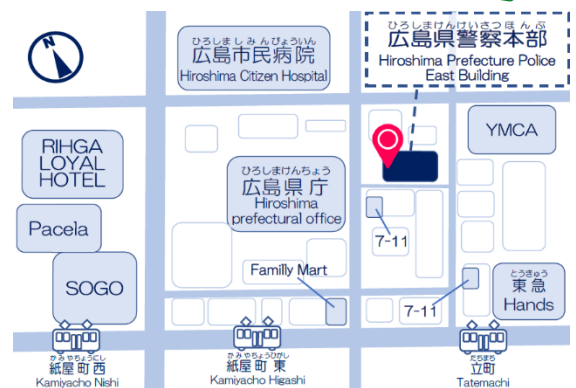 N
ひろしましみんびょういん
広島市民病院
Hiroshima Citizen Hospital
ひろしまけんけいさつほんぶ
広島県警察本部
Hiroshima Prefecture Police
East Building
RIHGA
LOYAL
HOTEL
YMCA
ひろしまけんちょう
広島県庁
Hiroshima
prefectural office
Pacela
7-11
SOGO
Familly Mart
7-11
とうきゅう
東急
Hands
かみやちょうにし
紙屋町西
Kamiyacho Nishi
かみやちょうひがし
紙屋町東
Kamiyacho Higashi
たてまち
立町
Tatemachi